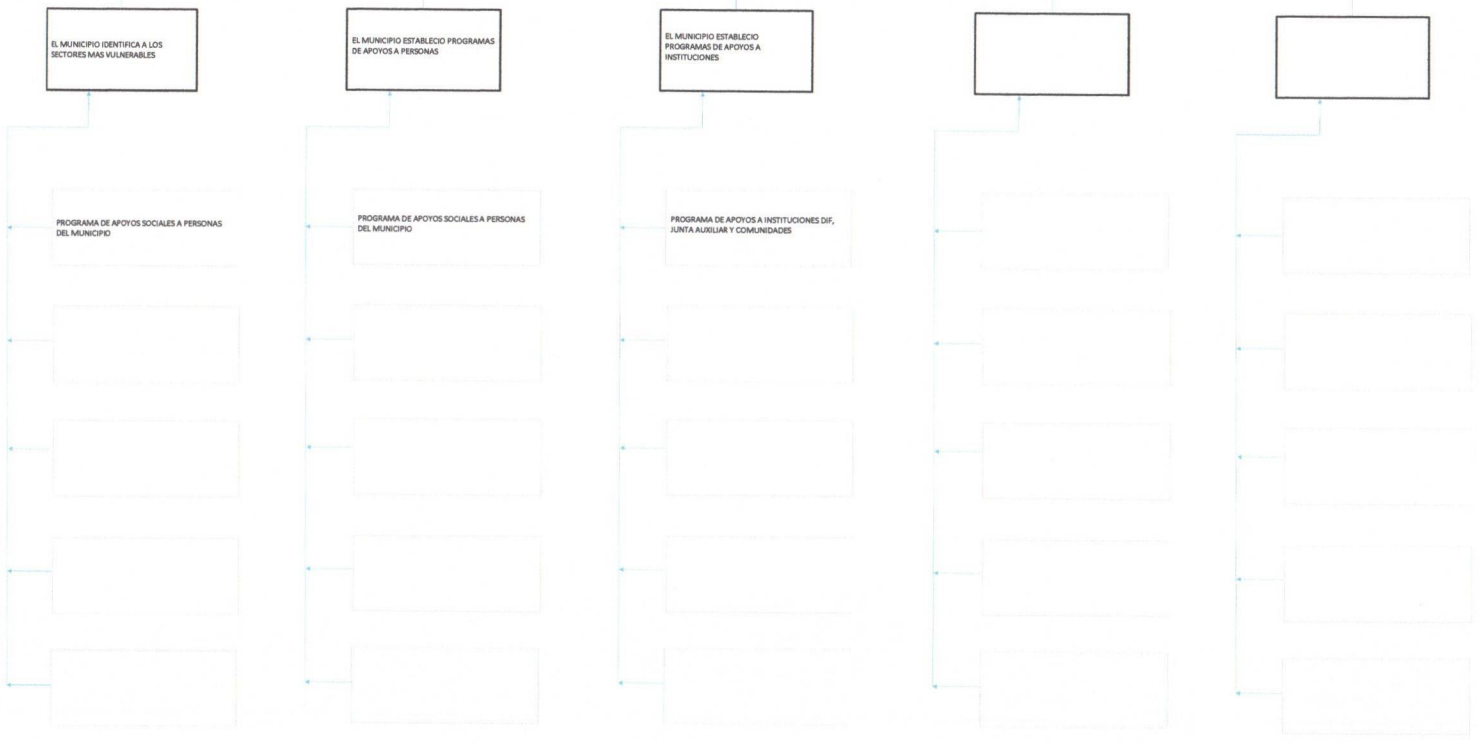 EL MUNICIPIO IDENTIFICA A LOS
SECTORES MAS VULNERABLES
EL MUNICIPIO ESTABLECIO PROGRAMAS
DE APOYOS A PERSONAS
EL MUNICIPIO ESTABLECIO
PROGRAMAS DE APOYOS A
INSTITUCIONES
PROGRAMA DE APOYOS SOCIALES A PERSONAS
DEL MUNICIPIO
PROGRAMA DE APOYOS SOCIALES A PERSONAS
DEL MUNICIPIO
PROGRAMA DE APOYOS A INSTITUCIONES DIF,
JUNTA AUXILIAR Y COMUNIDADES